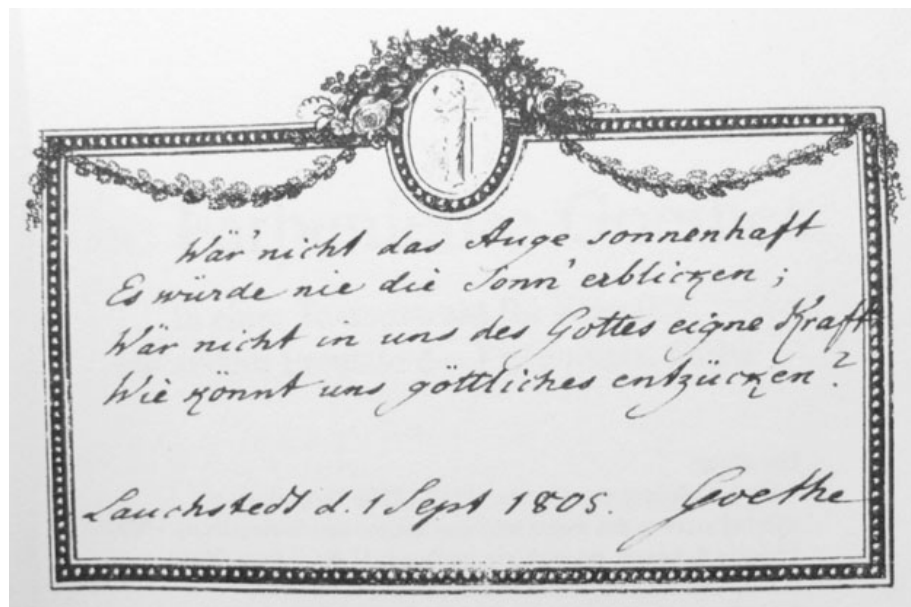 Wär' nicht das Auge sonnenhaft
Es würde nie die Sonn' erblicken;
Wär nicht in uns des Gottes eigne Kraft
Wie könnt uns göttliches entzücken?
Lauchstedt d. 1 Sept 1805. Goethe